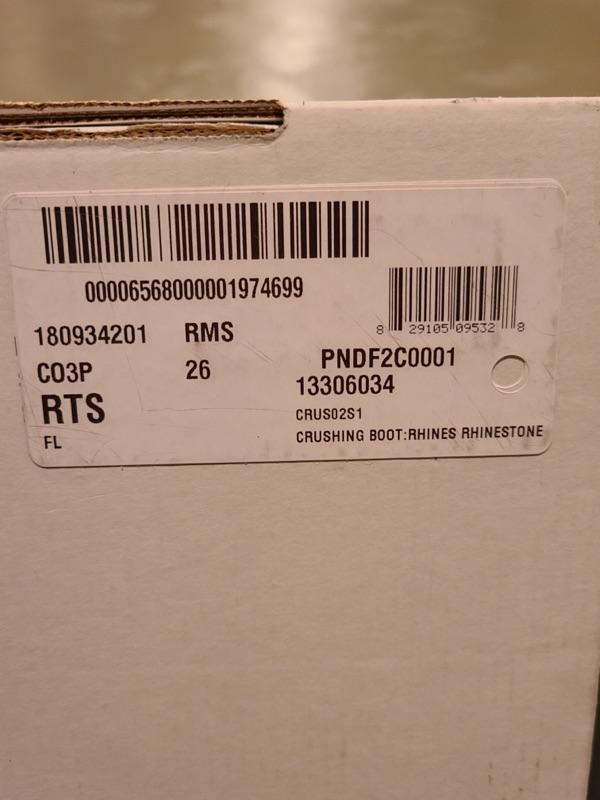 00006568000001974699
8 29105 09532 8
180934201 RMS
PNDF2C0001
CO3P 26
13306034
RTS
CRUS02S1
FL
CRUSHING BOOT:RHINES RHINESTONE